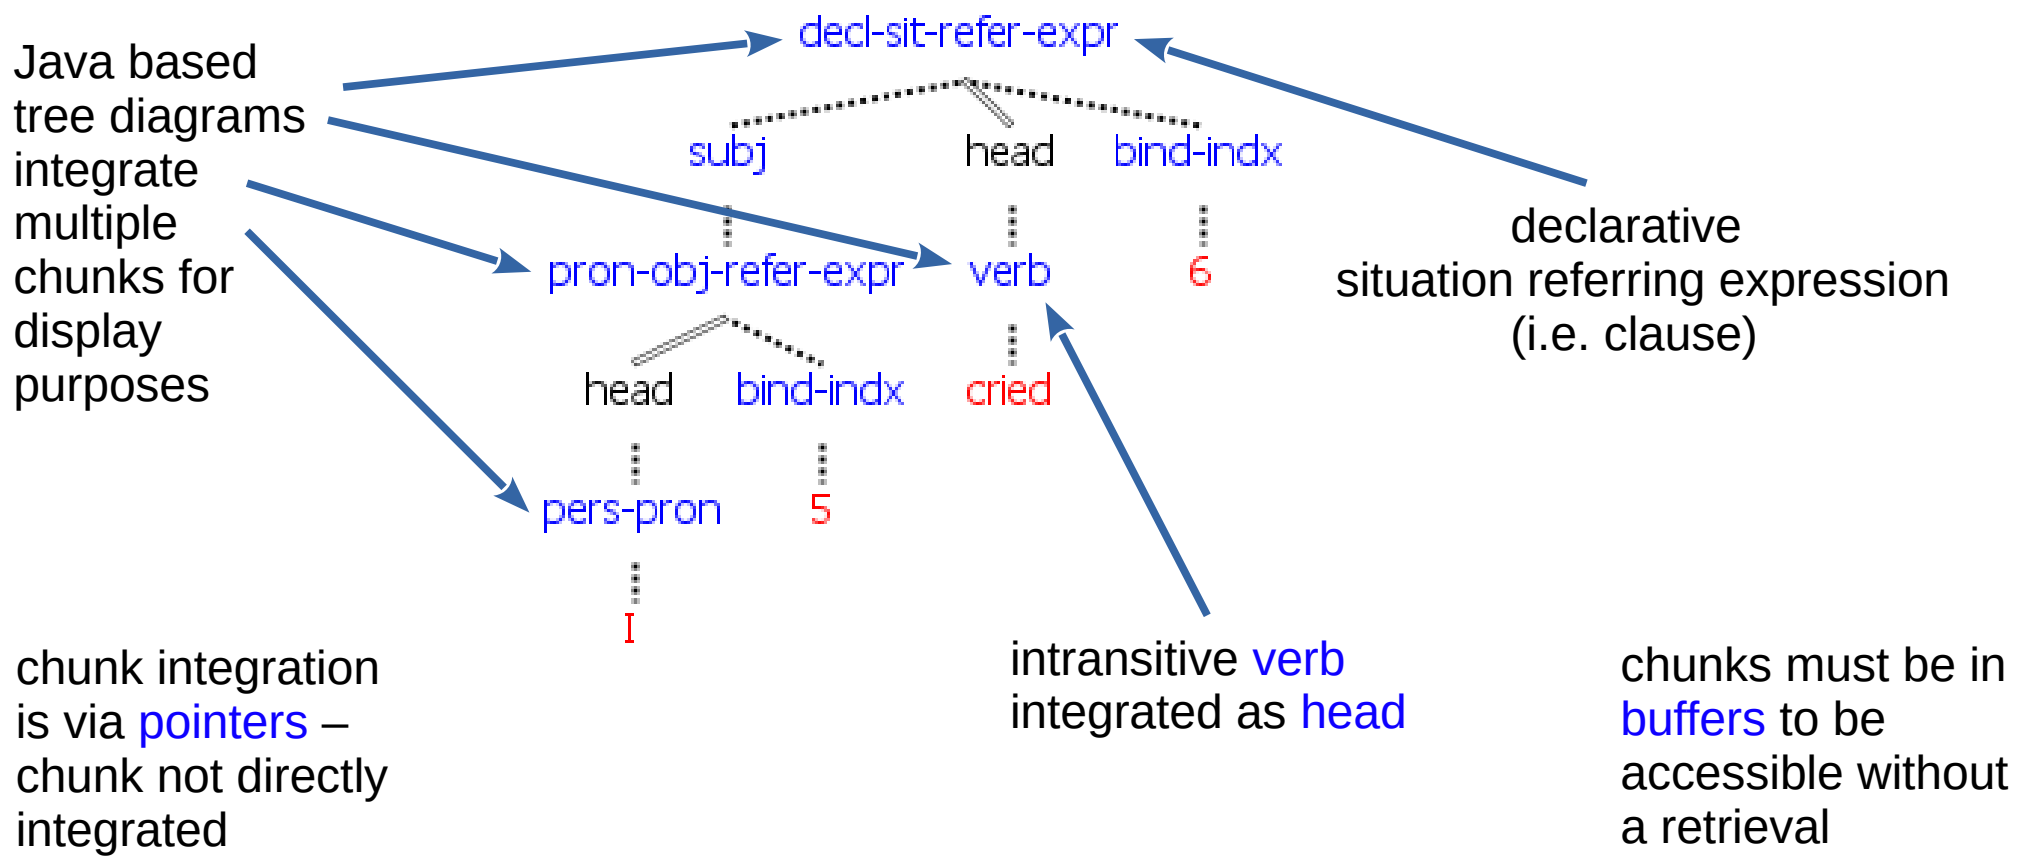 Java based
tree diagrams
integrate
multiple
chunks for
display
purposes
decl-sit-refer-expr
subj head bind-indx
pron-obj-refer-expr verb 6
head bind-indx cried
pers-pron 5
I
declarative
situation referring expression
(i.e. clause)
chunk integration
is via pointers –
chunk not directly
integrated
intransitive verb
integrated as head
chunks must be in
buffers to be
accessible without
a retrieval